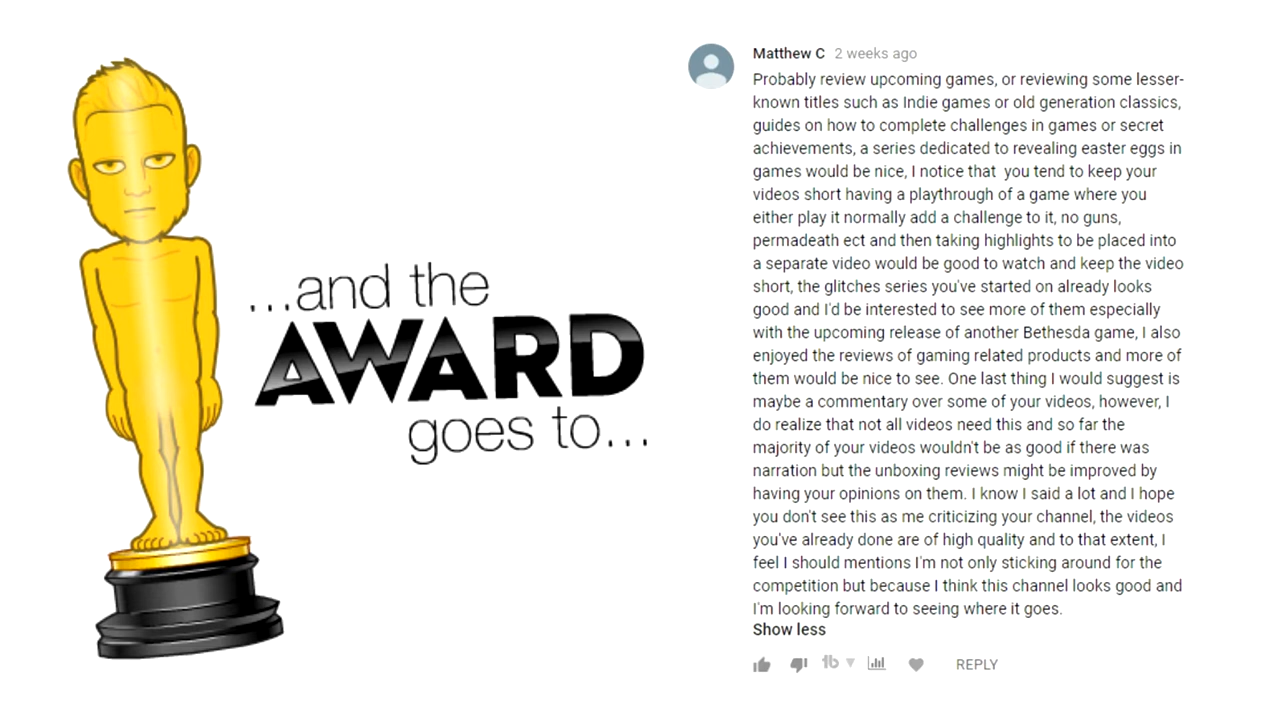 ...and the
AWARD
goes to...
Matthew C 2 weeks ago
Probably review upcoming games, or reviewing some lesser-
known titles such as Indie games or old generation classics,
guides on how to complete challenges in games or secret
achievements, a series dedicated to revealing easter eggs in
games would be nice, I notice that  you tend to keep your
videos short having a playthrough of a game where you
either play it normally add a challenge to it, no guns,
permadeath ect and then taking highlights to be placed into
a separate video would be good to watch and keep the video
short, the glitches series you've started on already looks
good and I'd be interested to see more of them especially
with the upcoming release of another Bethesda game, I also
enjoyed the reviews of gaming related products and more of
them would be nice to see. One last thing I would suggest is
maybe a commentary over some of your videos, however, I
do realize that not all videos need this and so far the
majority of your videos wouldn't be as good if there was
narration but the unboxing reviews might be improved by
having your opinions on them. I know I said a lot and I hope
you don't see this as me criticizing your channel, the videos
you've already done are of high quality and to that extent, I
feel I should mentions I'm not only sticking around for the
competition but because I think this channel looks good and
I'm looking forward to seeing where it goes.
Show less
REPLY